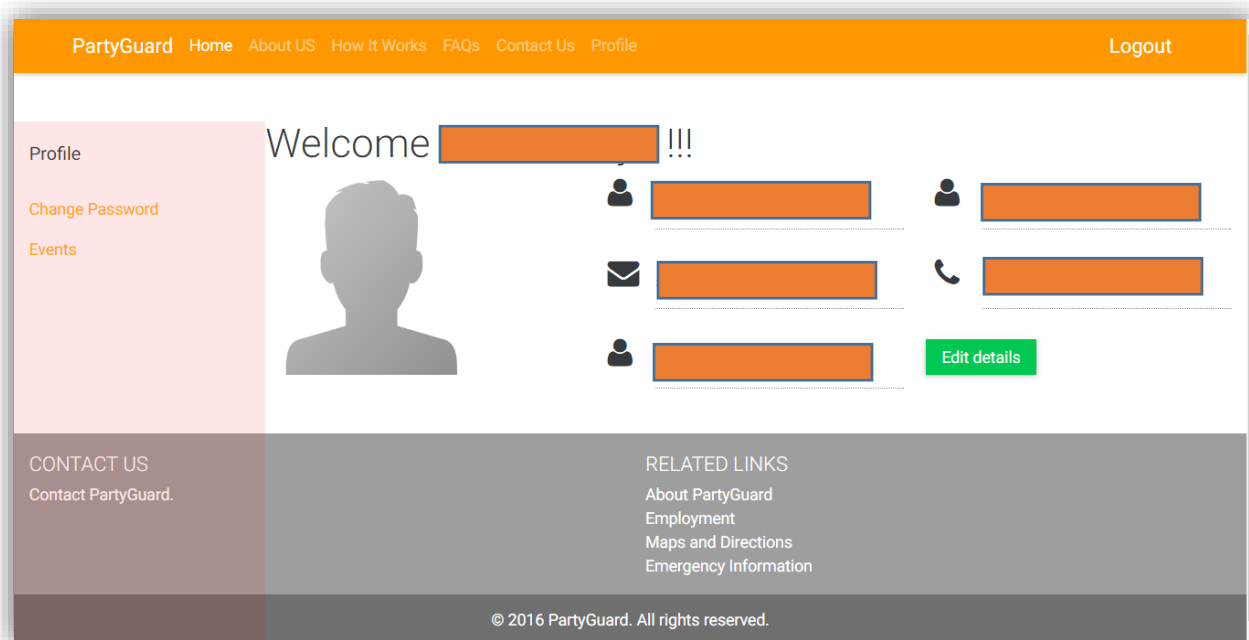 PartyGuard Home About US How It Works FAQs Contact Us Profile Logout
Welcome !!!
Profile
Change Password
Events
Edit details
CONTACT US
Contact PartyGuard.
RELATED LINKS
About PartyGuard
Employment
Maps and Directions
Emergency Information
© 2016 PartyGuard. All rights reserved.